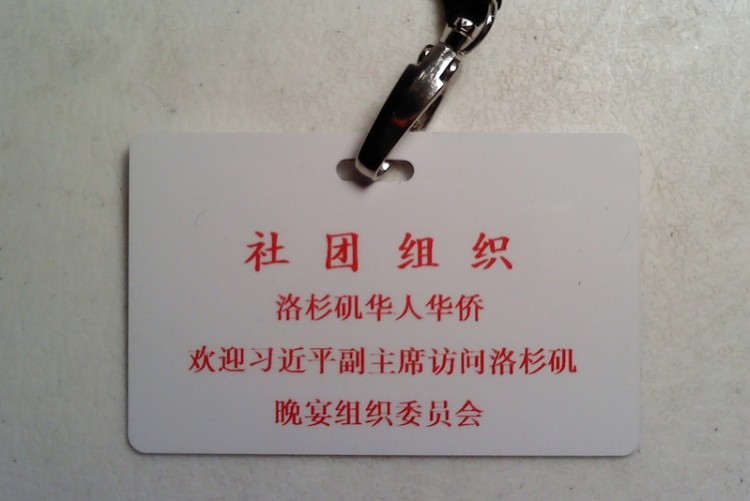 社团组织
洛杉矶华人华侨
欢迎习近平副主席访问洛杉矶
晚宴组织委员会